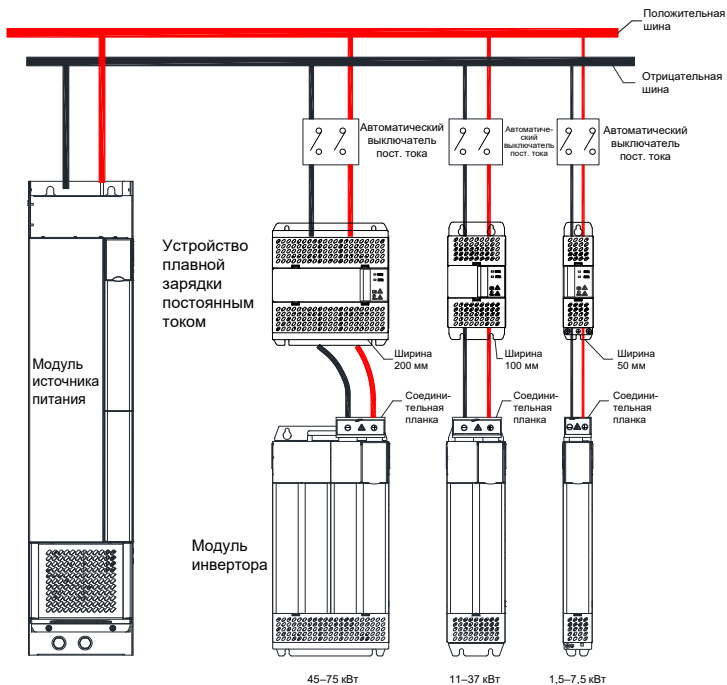 Положительная
шина
Отрицательная
шина
Автоматический
выключатель
пост. тока
Автоматиче-
ский
выключатель
пост. тока
Автоматический
выключатель
пост. тока
Устройство
плавной
зарядки
постоянным
током
Ширина
200 мм
Ширина
100 мм
Ширина
50 мм
Модуль
источника
питания
Соедини-
тельная
планка
Соедини-
тельная
планка
Соедини-
тельная
планка
Модуль
инвертора
45–75 кВт
11–37 кВт
1,5–7,5 кВт